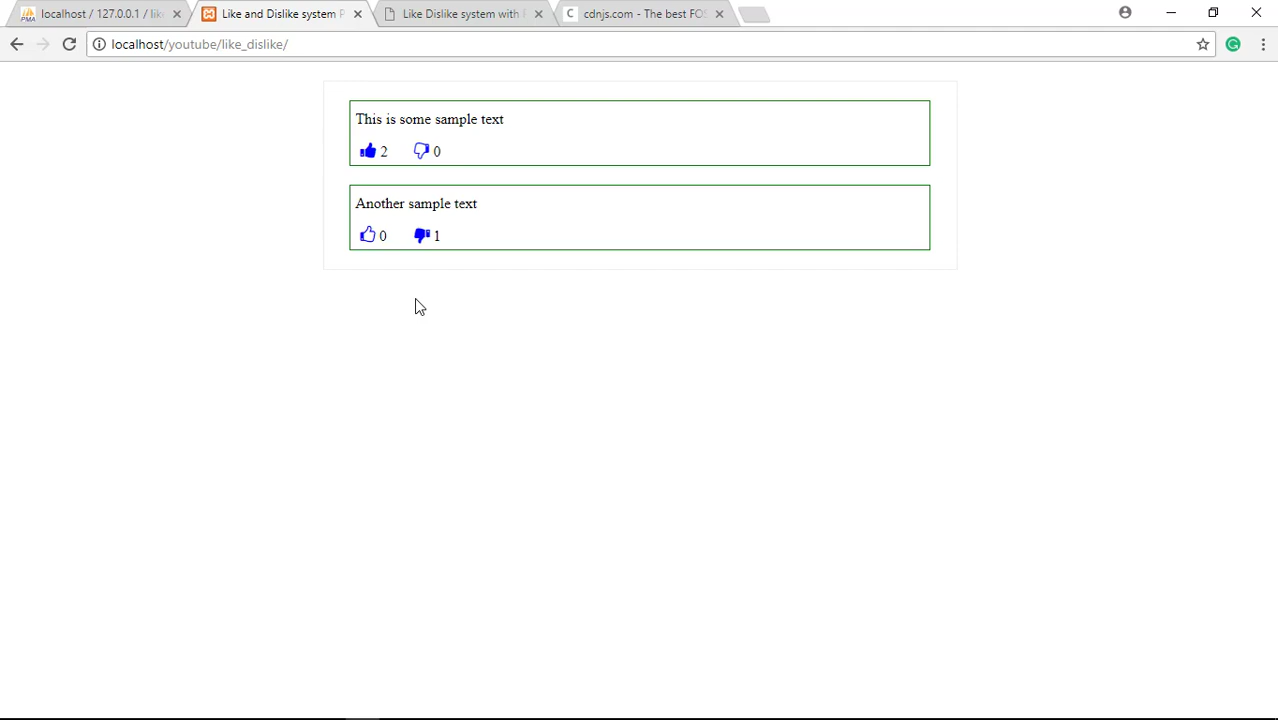 localhost / 127.0.0.1 / lik
Like and Dislike system P
Like Dislike system with P
cdnjs.com - The best FOS
localhost/youtube/like_dislike/
This is some sample text
2 0
Another sample text
0 1